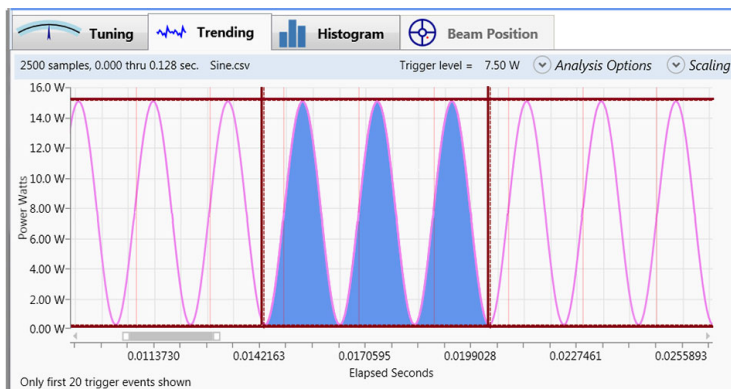 Tuning Trending Histogram Beam Position
2500 samples, 0.000 thru 0.128 sec. Sine.csv Trigger level = 7.50 W Analysis Options Scaling
16.0 W
14.0 W
12.0 W
10.0 W
8.00 W
6.00 W
4.00 W
2.00 W
0.00 W
Power Watts
0.0113730 0.0142163 0.0170595 0.0199028 0.0227461 0.0255893
Elapsed Seconds
Only first 20 trigger events shown